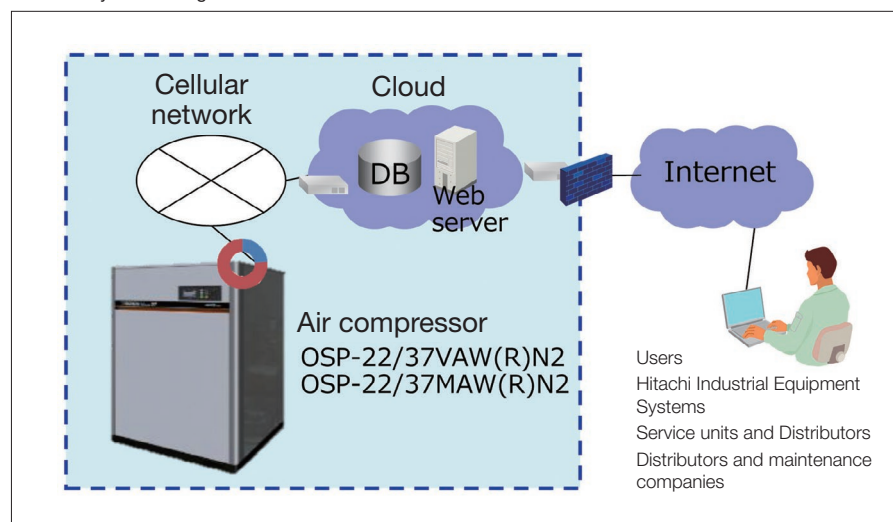 Cellular
network
Cloud
DB
Web
server
Internet
Air compressor
OSP-22/37VAW(R)N2
OSP-22/37MAW(R)N2
Users
Hitachi Industrial Equipment
Systems
Service units and Distributors
Distributors and maintenance
companies